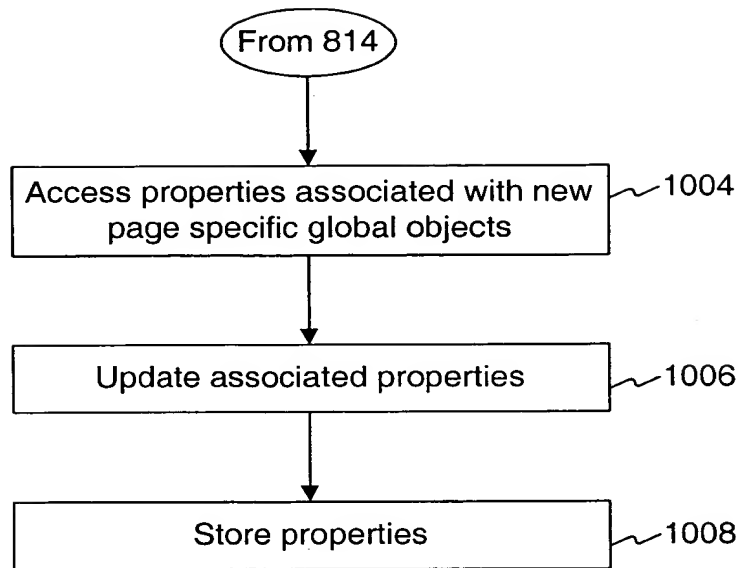 From 814
Access properties associated with new
page specific global objects
1004
Update associated properties
1006
Store properties
1008